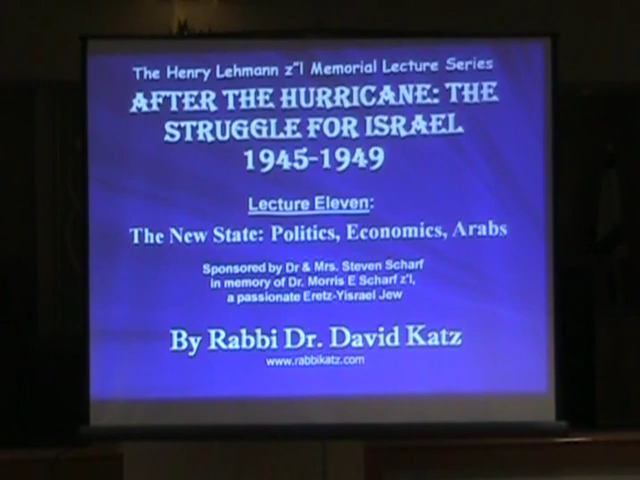 The Henry Lehmann z"l Memorial Lecture Series
AFTER THE HURRICANE: THE
STRUGGLE FOR ISRAEL
1945-1949
Lecture Eleven:
The New State: Politics, Economics, Arabs
Sponsored by Dr & Mrs. Steven Scharf
in memory of Dr. Morris E Scharf z'l,
a passionate Eretz-Yisrael Jew
By Rabbi Dr. David Katz
www.rabbikatz.com